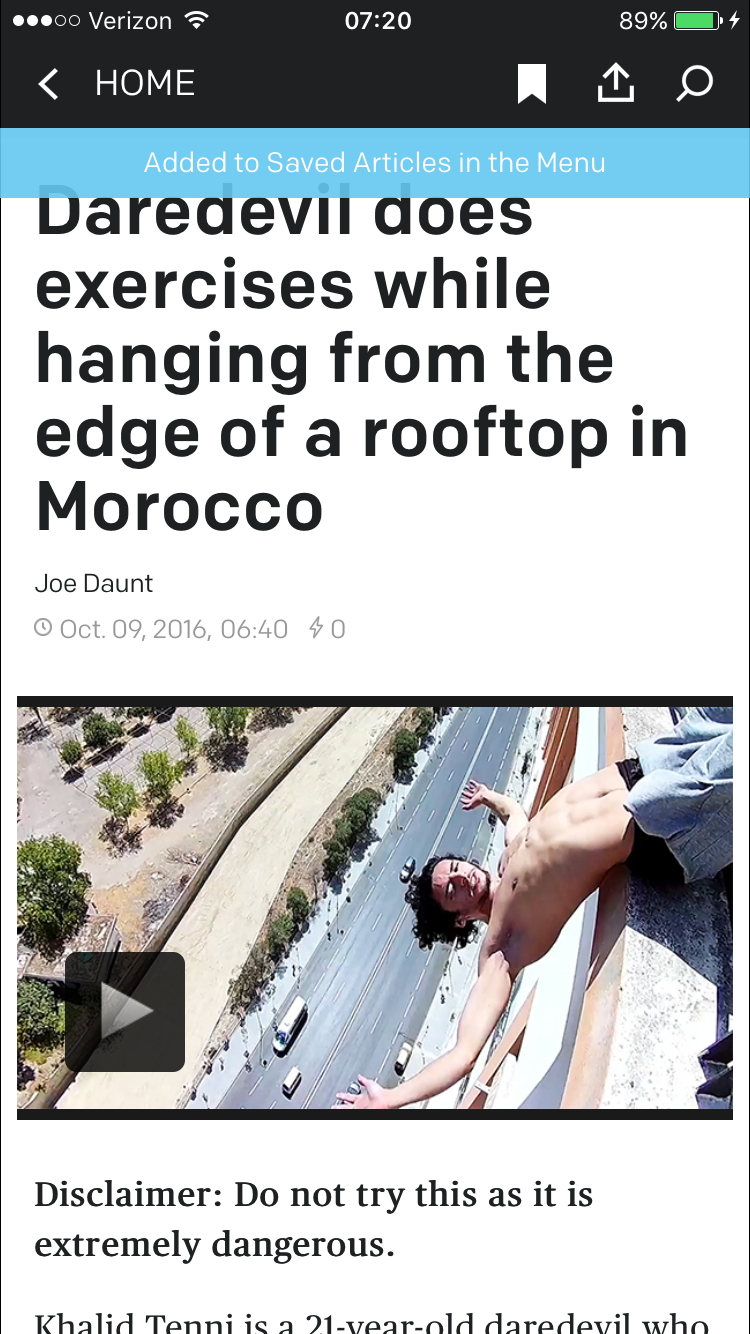 Verizon 07:20 89%
HOME
Added to Saved Articles in the Menu
Daredevil does
exercises while
hanging from the
edge of a rooftop in
Morocco
Joe Daunt
Oct. 09, 2016, 06:40 0
Disclaimer: Do not try this as it is
extremely dangerous.
Khalid Tenni is a 21-year-old daredevil who